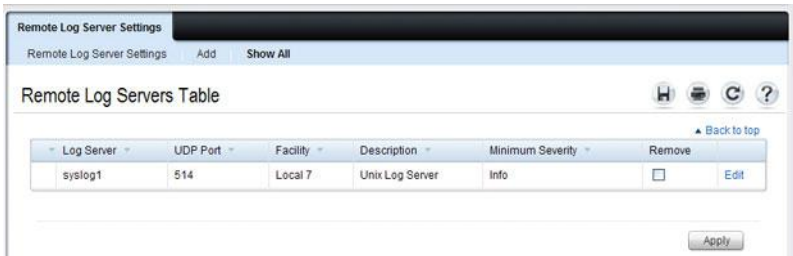 Remote Log Server Settings
Remote Log Server Settings Add Show All
Remote Log Servers Table
H C ?
Back to top
Log Server UDP Port Facility Description Minimum Severity Remove
syslog1 514 Local 7 Unix Log Server Info Edit
Apply